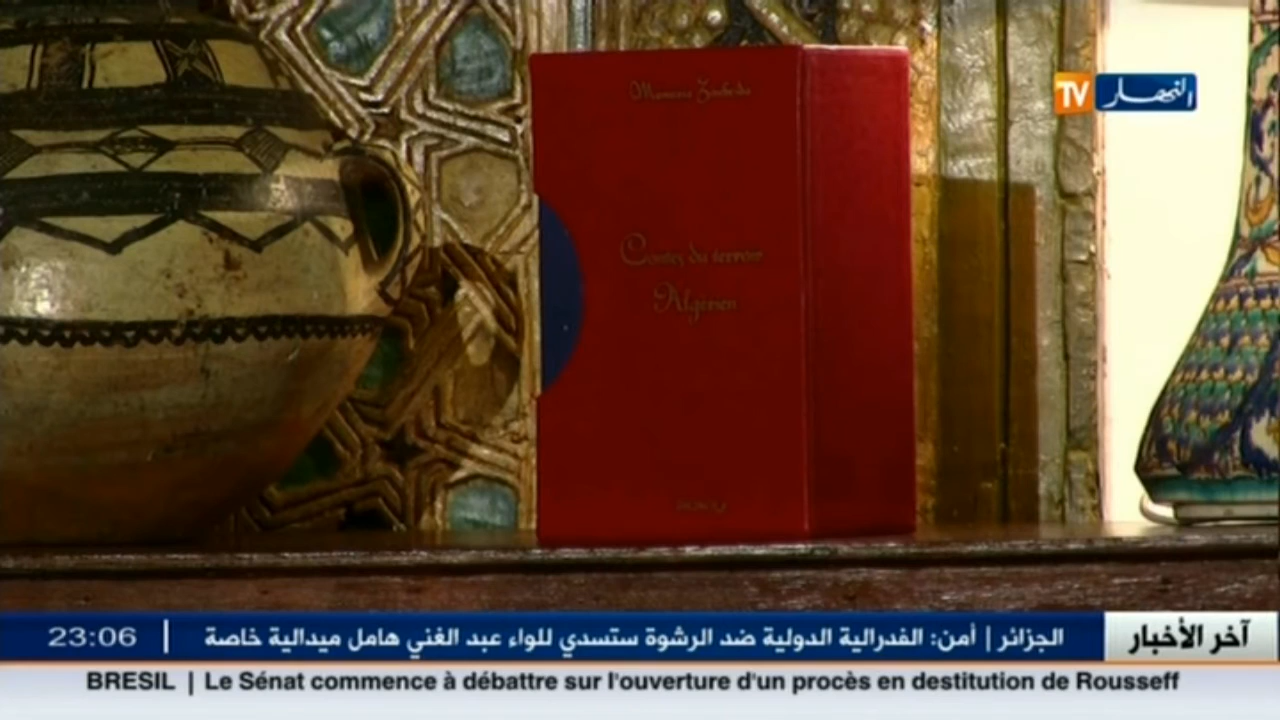 Contes du terroir
Algérien
TV النهار
23:06
الجزائر | أمن: الفدرالية الدولية ضد الرشوة ستسدي للواء عبد الغني هامل ميدالية خاصة
آخر الأخبار
BRESIL | Le Sénat commence à débattre sur l'ouverture d'un procès en destitution de Rousseff